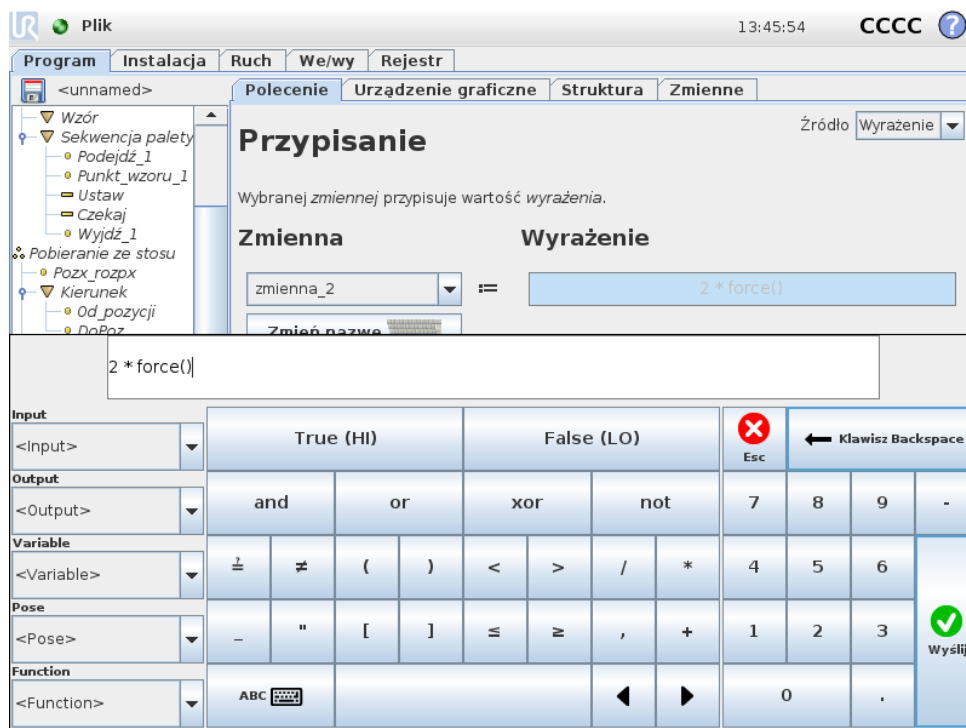 UR Plik 13:45:54 CCCC ?
Program Instalacja Ruch We/wy Rejestr
<unnamed> Polecenie Urządzenie graficzne Struktura Zmienne
Wzór
Sekwencja palety
Podejdź_1
Punkt_wzoru_1
Ustaw
Czekaj
Wyjdź_1
Pobieranie ze stosu
Pozx_rozpx
Kierunek
Od_pozycji
DoPoz
Przypisanie
Źródło Wyrażenie
Wybranej zmiennej przypisuje wartość wyrażenia.
Zmienna Wyrażenie
zmienna_2 := 2 * force()
Zmień nazwę
2 * force()
Input
<Input>
True (HI) False (LO) Esc Klawisz Backspace
Output
<Output>
and or xor not 7 8 9 -
Variable
<Variable>
≟ ≠ ( ) < > / * 4 5 6
Pose
<Pose>
_ " [ ] ≤ ≥ , + 1 2 3 Wyślij
Function
<Function>
ABC 0 .